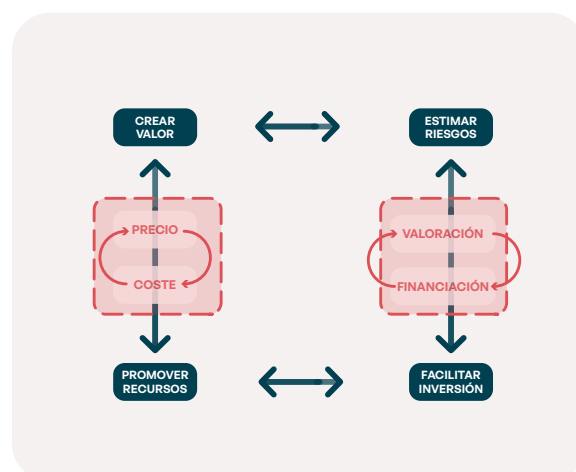 CREAR
VALOR
ESTIMAR
RIESGOS
PRECIO
COSTE
VALORACIÓN
FINANCIACIÓN
PROMOVER
RECURSOS
FACILITAR
INVERSIÓN